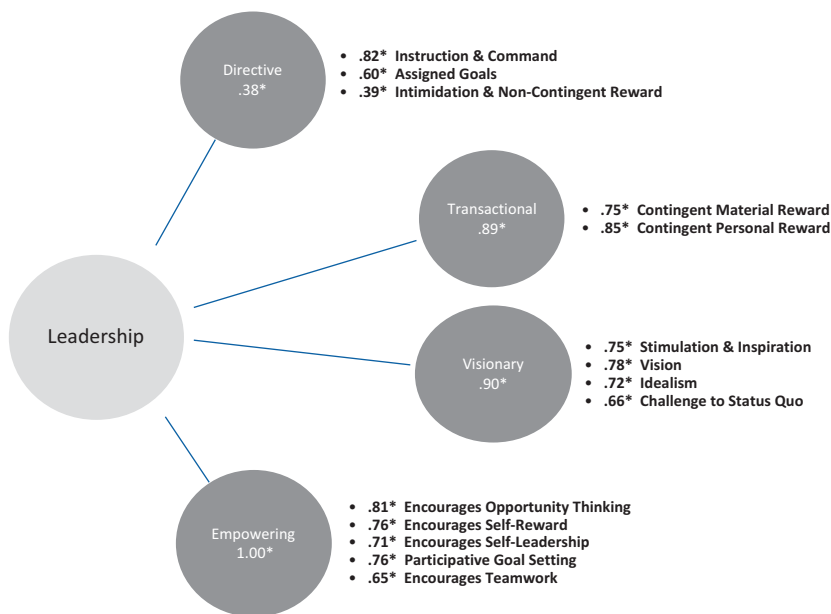 Directive
.38*
• .82* Instruction & Command
• .60* Assigned Goals
• .39* Intimidation & Non-Contingent Reward
Transactional
.89*
• .75* Contingent Material Reward
• .85* Contingent Personal Reward
Leadership
Visionary
.90*
• .75* Stimulation & Inspiration
• .78* Vision
• .72* Idealism
• .66* Challenge to Status Quo
Empowering
1.00*
• .81* Encourages Opportunity Thinking
• .76* Encourages Self-Reward
• .71* Encourages Self-Leadership
• .76* Participative Goal Setting
• .65* Encourages Teamwork